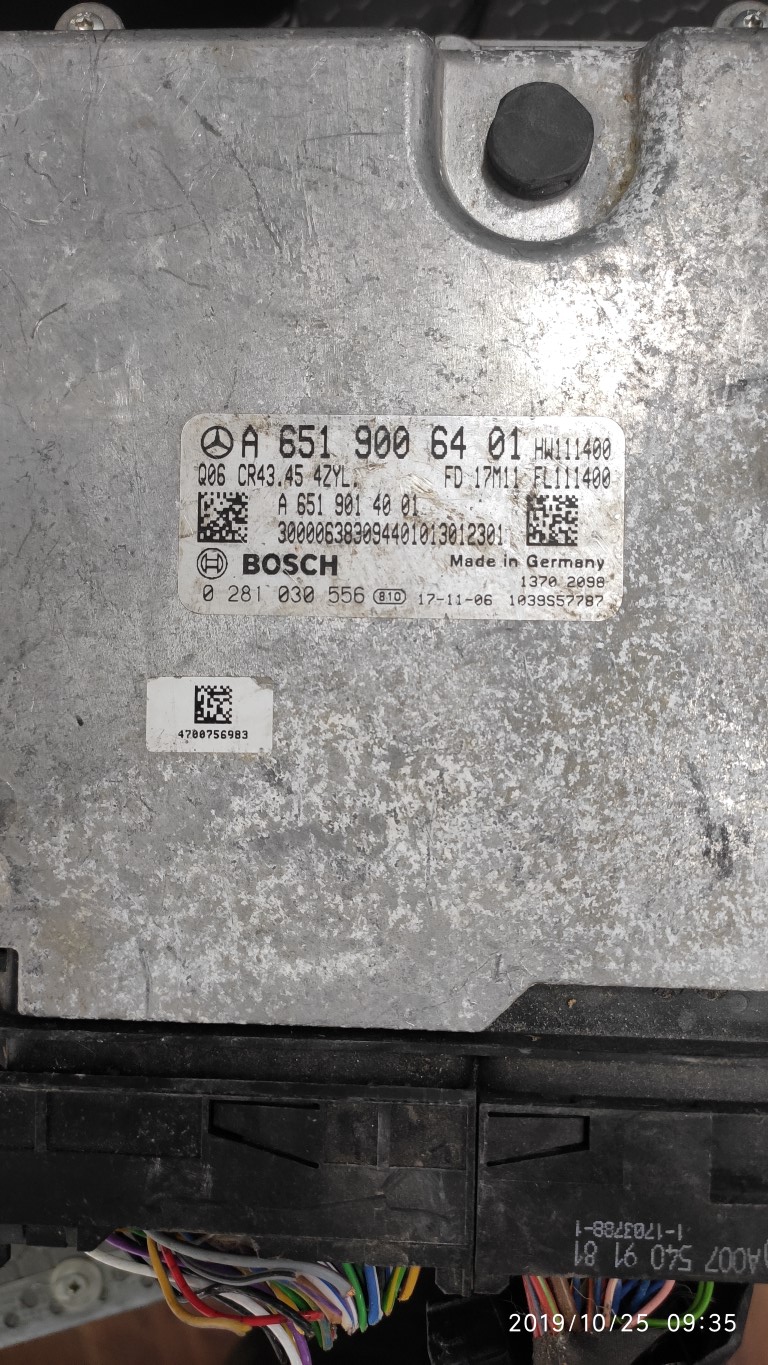 A 651 900 64 01 HW111400
Q06 CR43.45 4ZYL. FD 17M11 FL111400
A 651 901 40 01
300006383094401013012301
BOSCH Made in Germany
1370 2098
0 281 030 556 810 17-11-06 1039S57787
4700756983
1-1703788-1
A007 540 91 81
2019/10/25 09:35